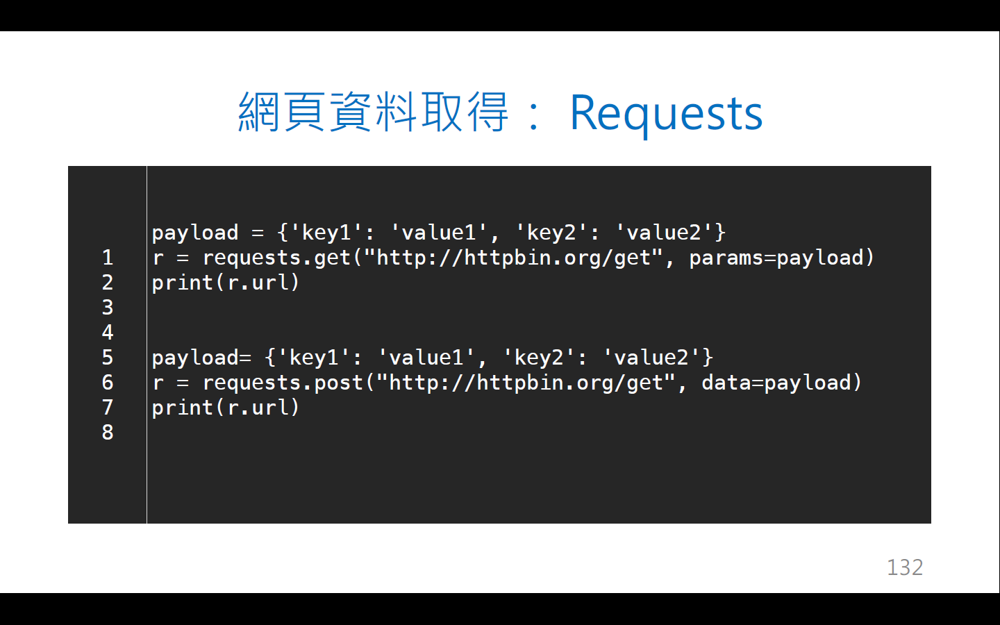 網頁資料取得： Requests
payload = {'key1': 'value1', 'key2': 'value2'}
1 r = requests.get("http://httpbin.org/get", params=payload)
2 print(r.url)
3
4
5 payload= {'key1': 'value1', 'key2': 'value2'}
6 r = requests.post("http://httpbin.org/get", data=payload)
7 print(r.url)
8
132